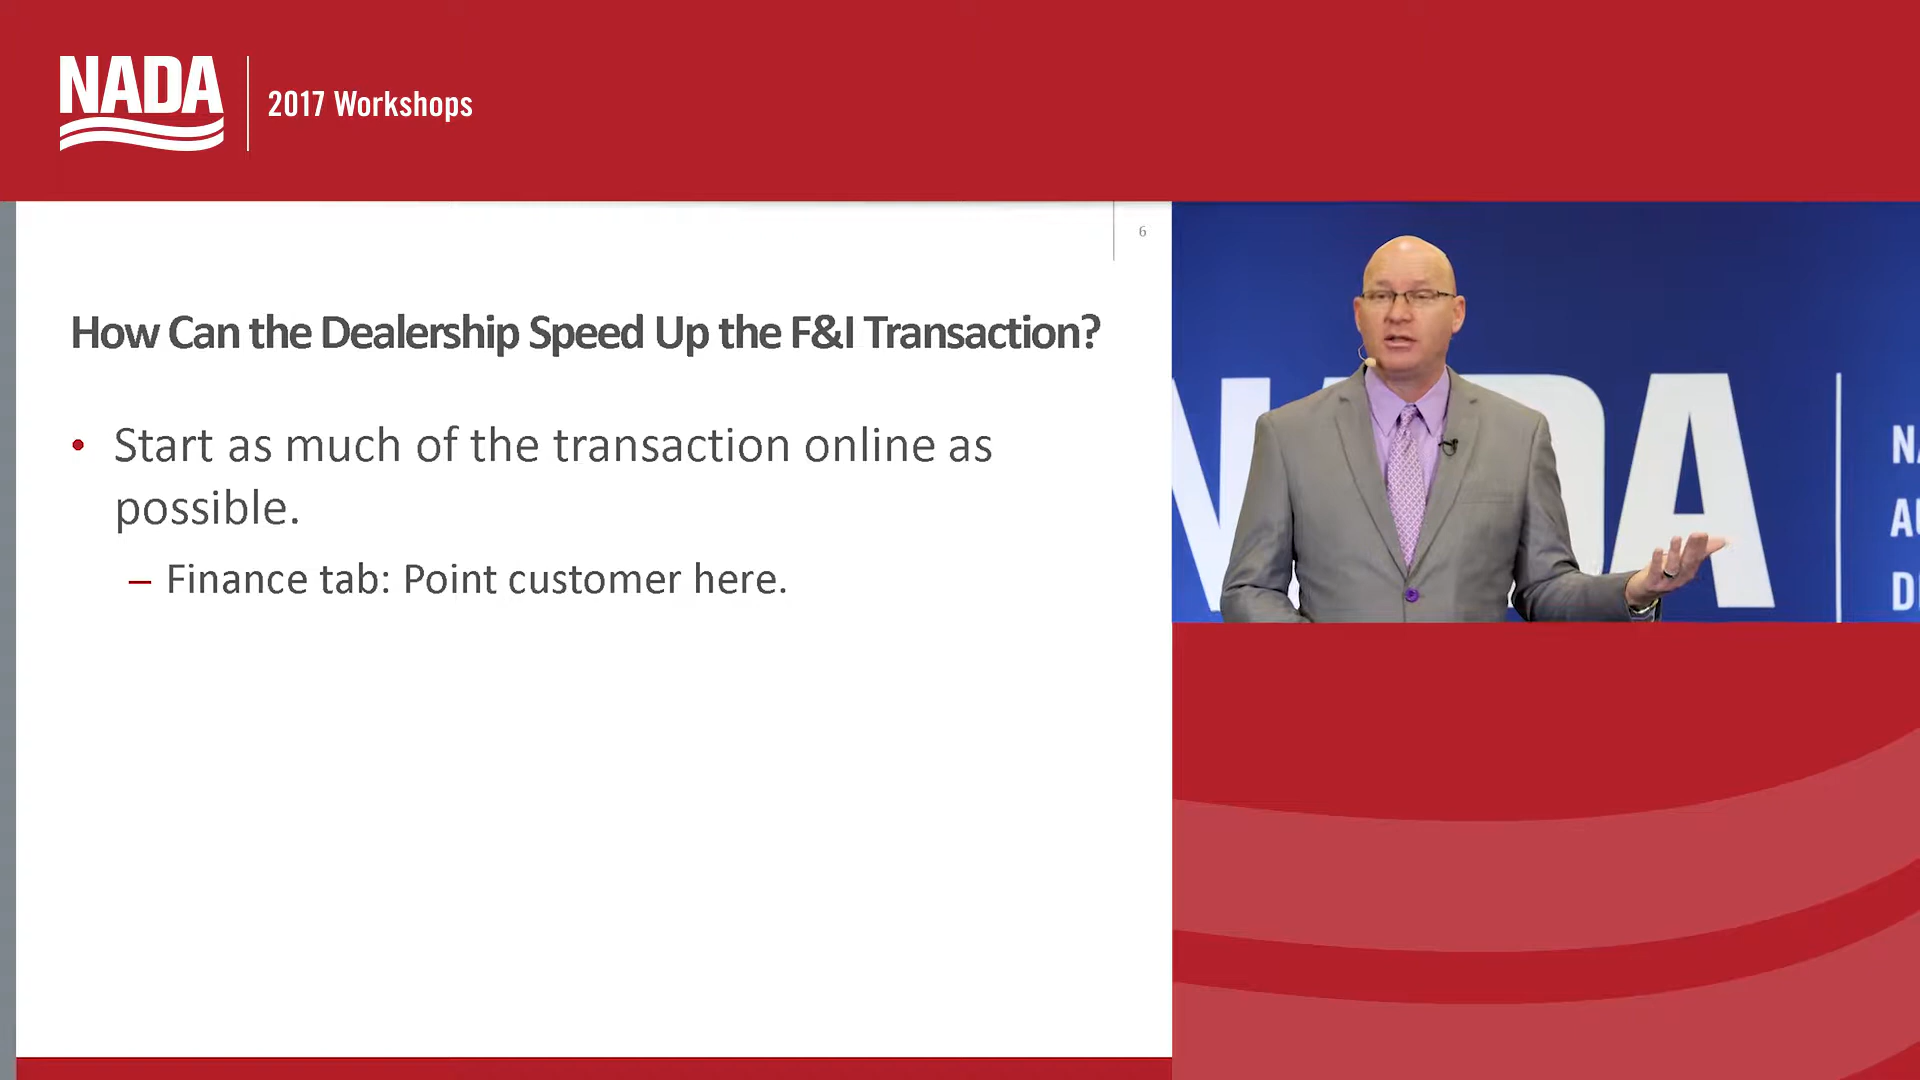 NADA
2017 Workshops
6
How Can the Dealership Speed Up the F&I Transaction?
• Start as much of the transaction online as
possible.
– Finance tab: Point customer here.
NADA